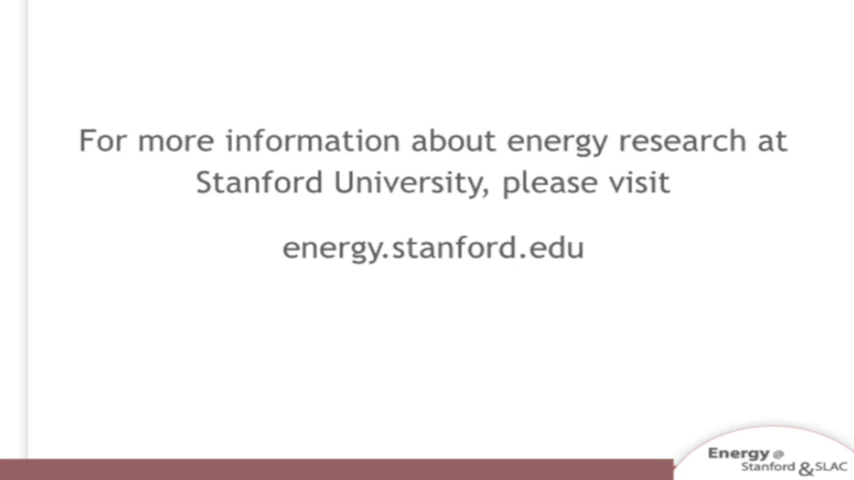 For more information about energy research at
Stanford University, please visit
energy.stanford.edu
Energy @
Stanford & SLAC